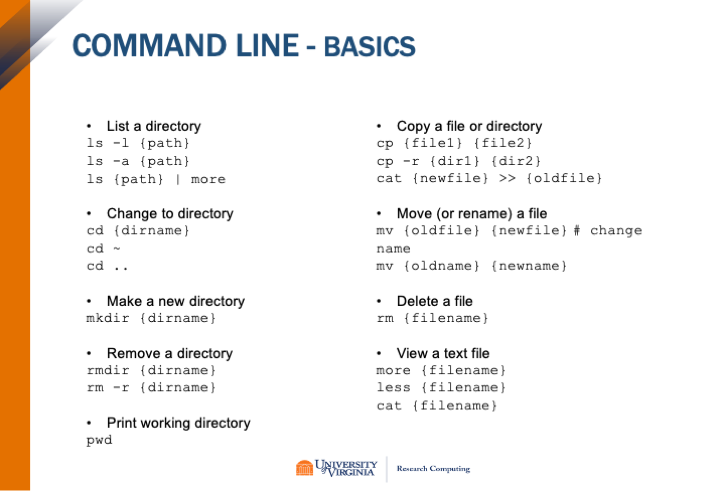 COMMAND LINE - BASICS
• List a directory
ls -l {path}
ls -a {path}
ls {path} | more
• Change to directory
cd {dirname}
cd ~
cd ..
• Make a new directory
mkdir {dirname}
• Remove a directory
rmdir {dirname}
rm -r {dirname}
• Print working directory
pwd
• Copy a file or directory
cp {file1} {file2}
cp -r {dir1} {dir2}
cat {newfile} >> {oldfile}
• Move (or rename) a file
mv {oldfile} {newfile} # change
name
mv {oldname} {newname}
• Delete a file
rm {filename}
• View a text file
more {filename}
less {filename}
cat {filename}
UNIVERSITY
of VIRGINIA
Research Computing